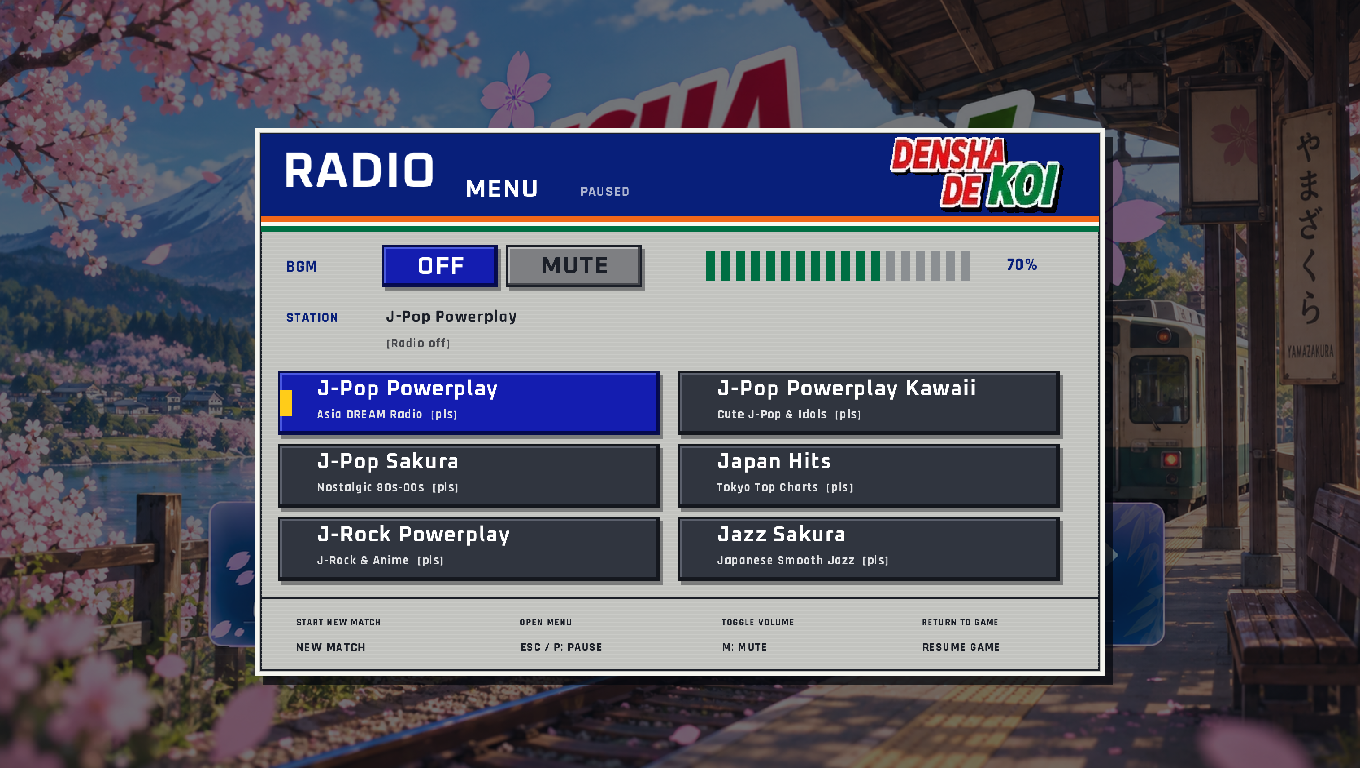 RADIO
MENU
PAUSED
DENSHA
DE KOI
BGM
OFF
MUTE
70%
STATION
J-Pop Powerplay
[Radio off]
J-Pop Powerplay
Asia DREAM Radio [pls]
J-Pop Powerplay Kawaii
Cute J-Pop & Idols [pls]
J-Pop Sakura
Nostalgic 80s-00s [pls]
Japan Hits
Tokyo Top Charts [pls]
J-Rock Powerplay
J-Rock & Anime [pls]
Jazz Sakura
Japanese Smooth Jazz [pls]
START NEW MATCH
OPEN MENU
TOGGLE VOLUME
RETURN TO GAME
NEW MATCH
ESC / P: PAUSE
M: MUTE
RESUME GAME
やまざくら
YAMAZAKURA